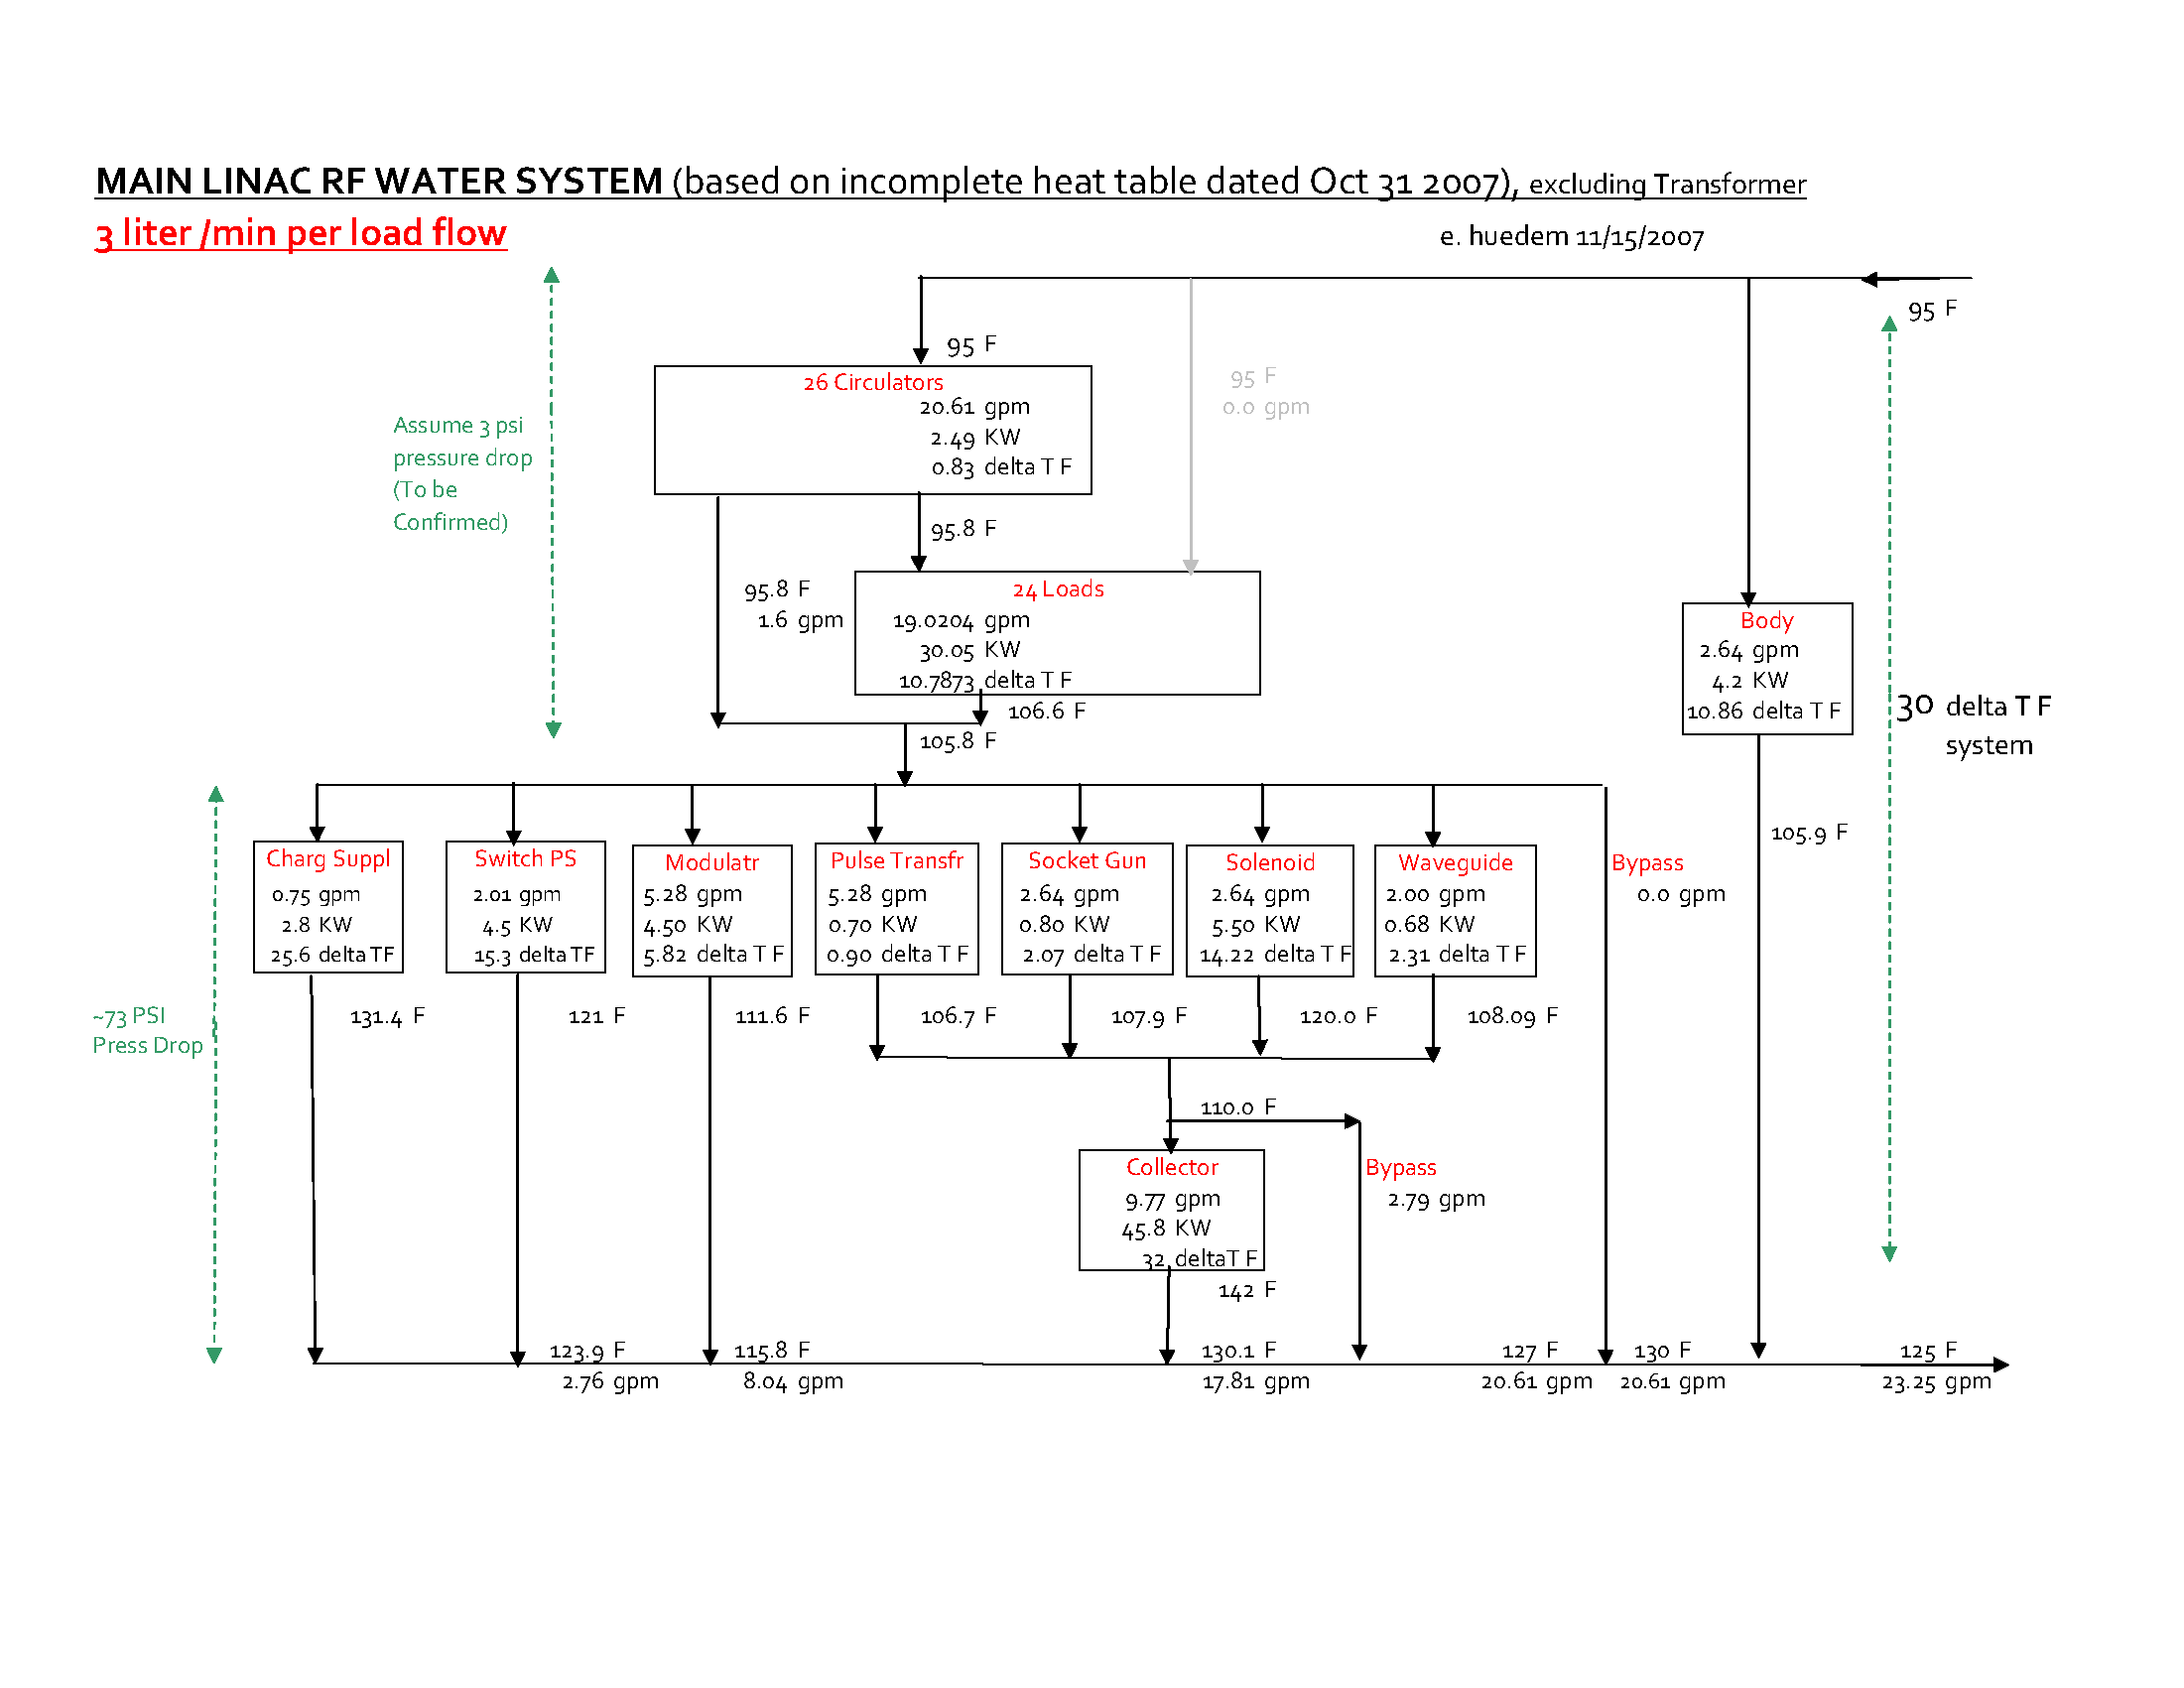 MAIN LINAC RF WATER SYSTEM (based on incomplete heat table dated Oct 31 2007), excluding Transformer
3 liter /min per load flow
e. huedem 11/15/2007
95 F
95 F
26 Circulators
20.61 gpm
2.49 KW
0.83 delta T F
95 F
0.0 gpm
Assume 3 psi
pressure drop
(To be
Confirmed)
95.8 F
95.8 F
1.6 gpm
24 Loads
19.0204 gpm
30.05 KW
10.7873 delta T F
106.6 F
105.8 F
Body
2.64 gpm
4.2 KW
10.86 delta T F
30 delta T F
system
105.9 F
Charg Suppl
0.75 gpm
2.8 KW
25.6 delta TF
Switch PS
2.01 gpm
4.5 KW
15.3 delta TF
Modulatr
5.28 gpm
4.50 KW
5.82 delta T F
Pulse Transfr
5.28 gpm
0.70 KW
0.90 delta T F
Socket Gun
2.64 gpm
0.80 KW
2.07 delta T F
Solenoid
2.64 gpm
5.50 KW
14.22 delta T F
Waveguide
2.00 gpm
0.68 KW
2.31 delta T F
Bypass
0.0 gpm
~73 PSI
Press Drop
131.4 F
121 F
111.6 F
106.7 F
107.9 F
120.0 F
108.09 F
110.0 F
Collector
9.77 gpm
45.8 KW
32 deltaT F
Bypass
2.79 gpm
142 F
123.9 F
2.76 gpm
115.8 F
8.04 gpm
130.1 F
17.81 gpm
127 F
20.61 gpm
130 F
20.61 gpm
125 F
23.25 gpm